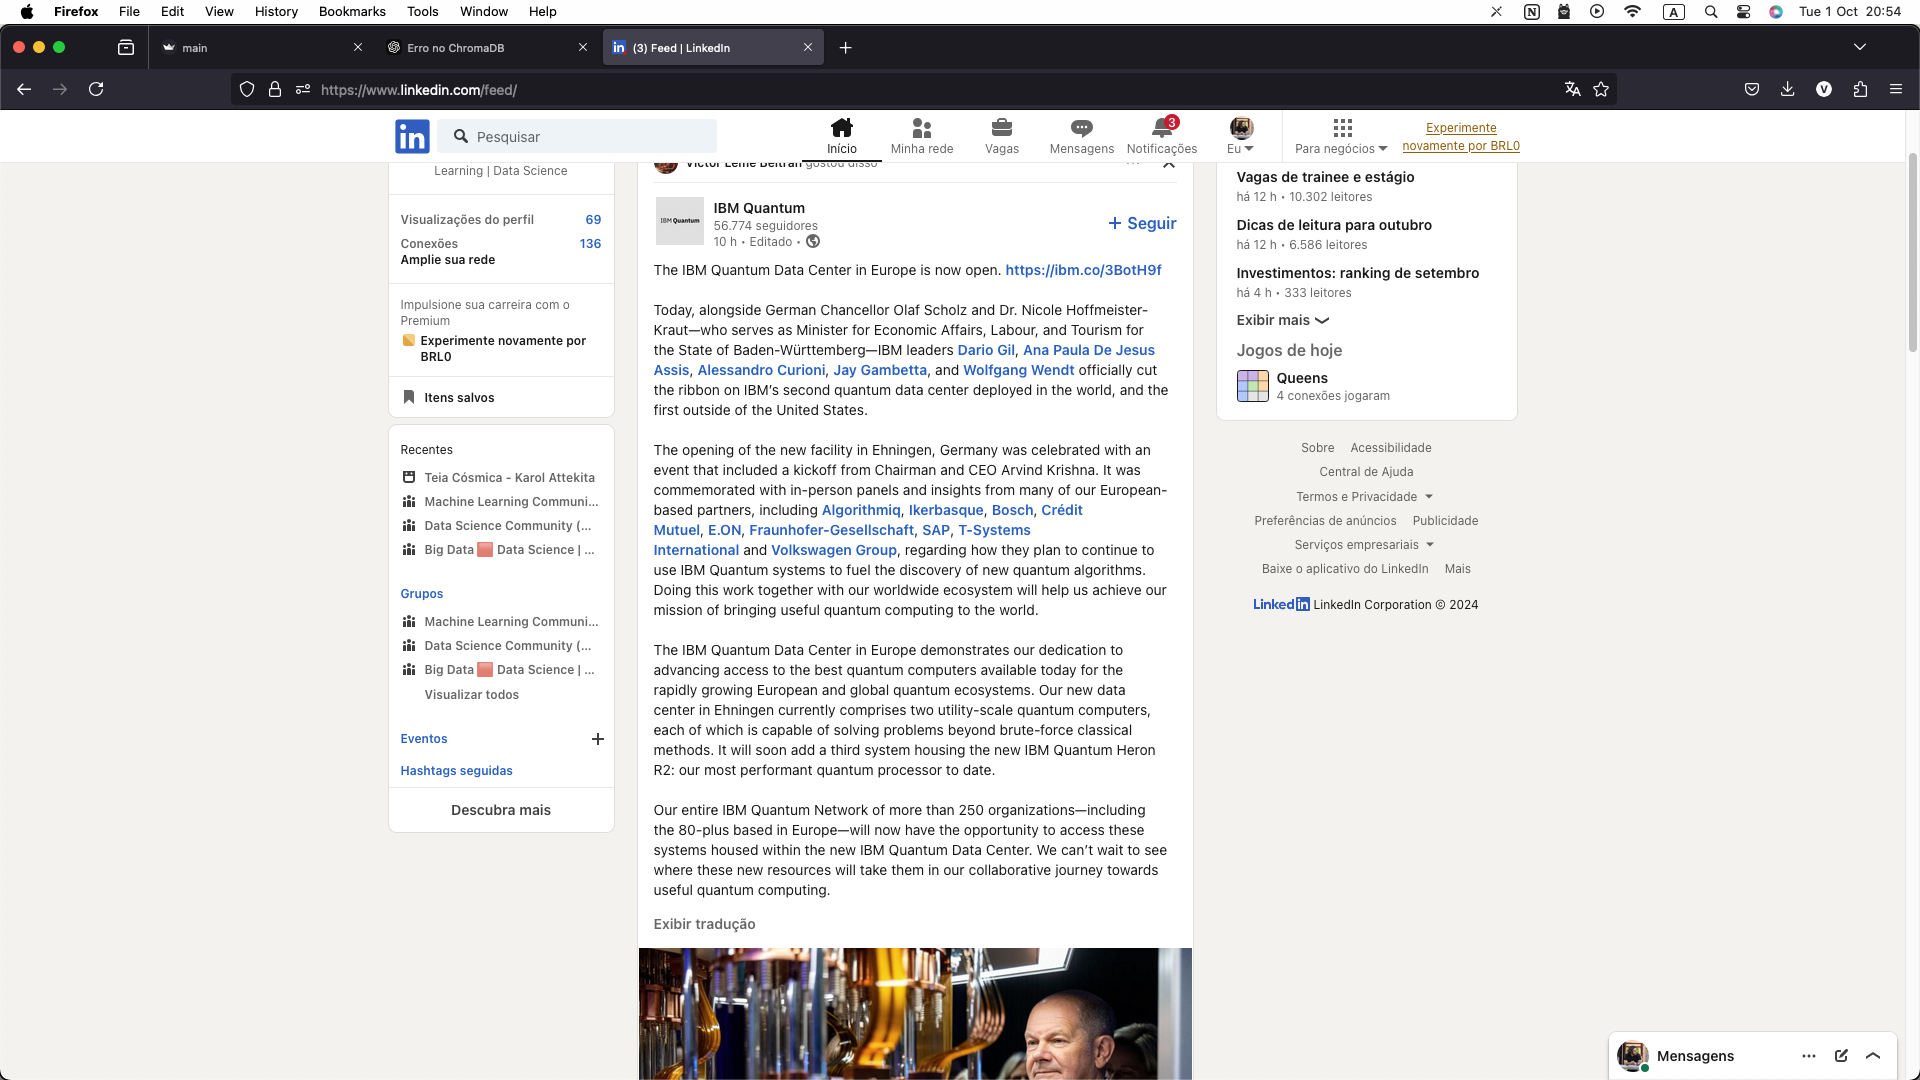 Firefox File Edit View History Bookmarks Tools Window Help A Tue 1 Oct 20:54
main
Erro no ChromaDB
(3) Feed | LinkedIn
https://www.linkedin.com/feed/
V
in
Pesquisar
Início
Minha rede
Vagas
Mensagens
3
Notificações
Eu
Para negócios
Experimente
novamente por BRL0
Learning | Data Science
Visualizações do perfil 69
Conexões 136
Amplie sua rede
Impulsione sua carreira com o
Premium
Experimente novamente por
BRL0
Itens salvos
Recentes
Teia Cósmica - Karol Attekita
Machine Learning Communi...
Data Science Community (...
Big Data 🟥 Data Science | ...
Grupos
Machine Learning Communi...
Data Science Community (...
Big Data 🟥 Data Science | ...
Visualizar todos
Eventos
Hashtags seguidas
Descubra mais
Victor Leme Beltran gostou disso
IBM Quantum
IBM Quantum
56.774 seguidores
10 h • Editado •
+ Seguir
The IBM Quantum Data Center in Europe is now open. https://ibm.co/3BotH9f
Today, alongside German Chancellor Olaf Scholz and Dr. Nicole Hoffmeister-
Kraut—who serves as Minister for Economic Affairs, Labour, and Tourism for
the State of Baden-Württemberg—IBM leaders Dario Gil, Ana Paula De Jesus
Assis, Alessandro Curioni, Jay Gambetta, and Wolfgang Wendt officially cut
the ribbon on IBM’s second quantum data center deployed in the world, and the
first outside of the United States.
The opening of the new facility in Ehningen, Germany was celebrated with an
event that included a kickoff from Chairman and CEO Arvind Krishna. It was
commemorated with in-person panels and insights from many of our European-
based partners, including Algorithmiq, Ikerbasque, Bosch, Crédit
Mutuel, E.ON, Fraunhofer-Gesellschaft, SAP, T-Systems
International and Volkswagen Group, regarding how they plan to continue to
use IBM Quantum systems to fuel the discovery of new quantum algorithms.
Doing this work together with our worldwide ecosystem will help us achieve our
mission of bringing useful quantum computing to the world.
The IBM Quantum Data Center in Europe demonstrates our dedication to
advancing access to the best quantum computers available today for the
rapidly growing European and global quantum ecosystems. Our new data
center in Ehningen currently comprises two utility-scale quantum computers,
each of which is capable of solving problems beyond brute-force classical
methods. It will soon add a third system housing the new IBM Quantum Heron
R2: our most performant quantum processor to date.
Our entire IBM Quantum Network of more than 250 organizations—including
the 80-plus based in Europe—will now have the opportunity to access these
systems housed within the new IBM Quantum Data Center. We can’t wait to see
where these new resources will take them in our collaborative journey towards
useful quantum computing.
Exibir tradução
Vagas de trainee e estágio
há 12 h • 10.302 leitores
Dicas de leitura para outubro
há 12 h • 6.586 leitores
Investimentos: ranking de setembro
há 4 h • 333 leitores
Exibir mais
Jogos de hoje
Queens
4 conexões jogaram
Sobre Acessibilidade
Central de Ajuda
Termos e Privacidade
Preferências de anúncios Publicidade
Serviços empresariais
Baixe o aplicativo do LinkedIn Mais
LinkedIn LinkedIn Corporation © 2024
Mensagens